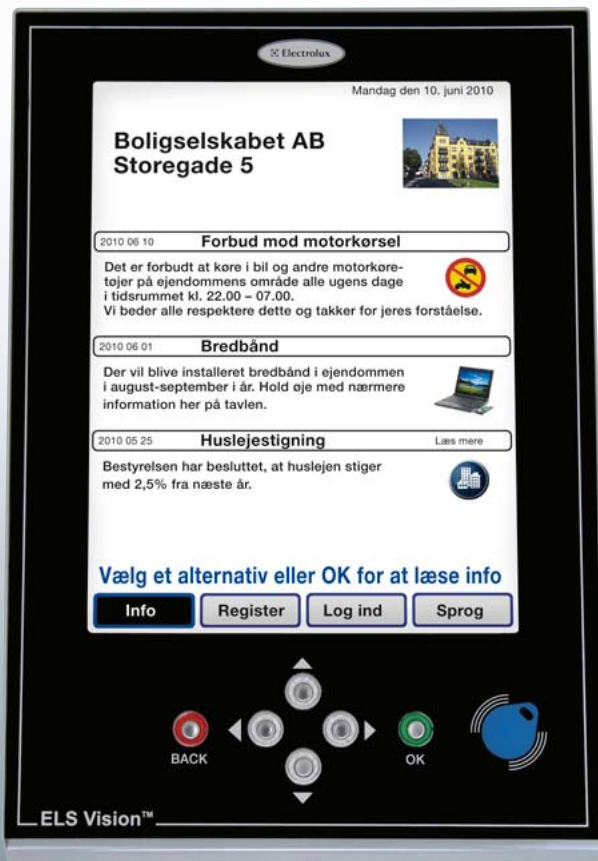 Electrolux
Mandag den 10. juni 2010
Boligselskabet AB
Storegade 5
2010 06 10 Forbud mod motorkørsel
Det er forbudt at køre i bil og andre motorkøre-
tøjer på ejendommens område alle ugens dage
i tidsrummet kl. 22.00 – 07.00.
Vi beder alle respektere dette og takker for jeres forståelse.
2010 06 01 Bredbånd
Der vil blive installeret bredbånd i ejendommen
i august-september i år. Hold øje med nærmere
information her på tavlen.
2010 05 25 Huslejestigning Læs mere
Bestyrelsen har besluttet, at huslejen stiger
med 2,5% fra næste år.
Vælg et alternativ eller OK for at læse info
Info Register Log ind Sprog
BACK OK
ELS Vision™